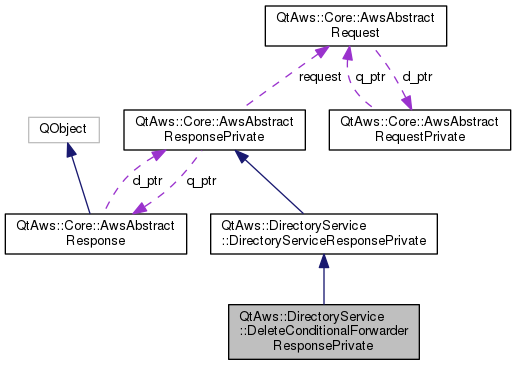 QtAws::Core::AwsAbstract
Request
request
q_ptr
d_ptr
QObject
QtAws::Core::AwsAbstract
ResponsePrivate
QtAws::Core::AwsAbstract
RequestPrivate
d_ptr
q_ptr
QtAws::Core::AwsAbstract
Response
QtAws::DirectoryService
::DirectoryServiceResponsePrivate
QtAws::DirectoryService
::DeleteConditionalForwarder
ResponsePrivate